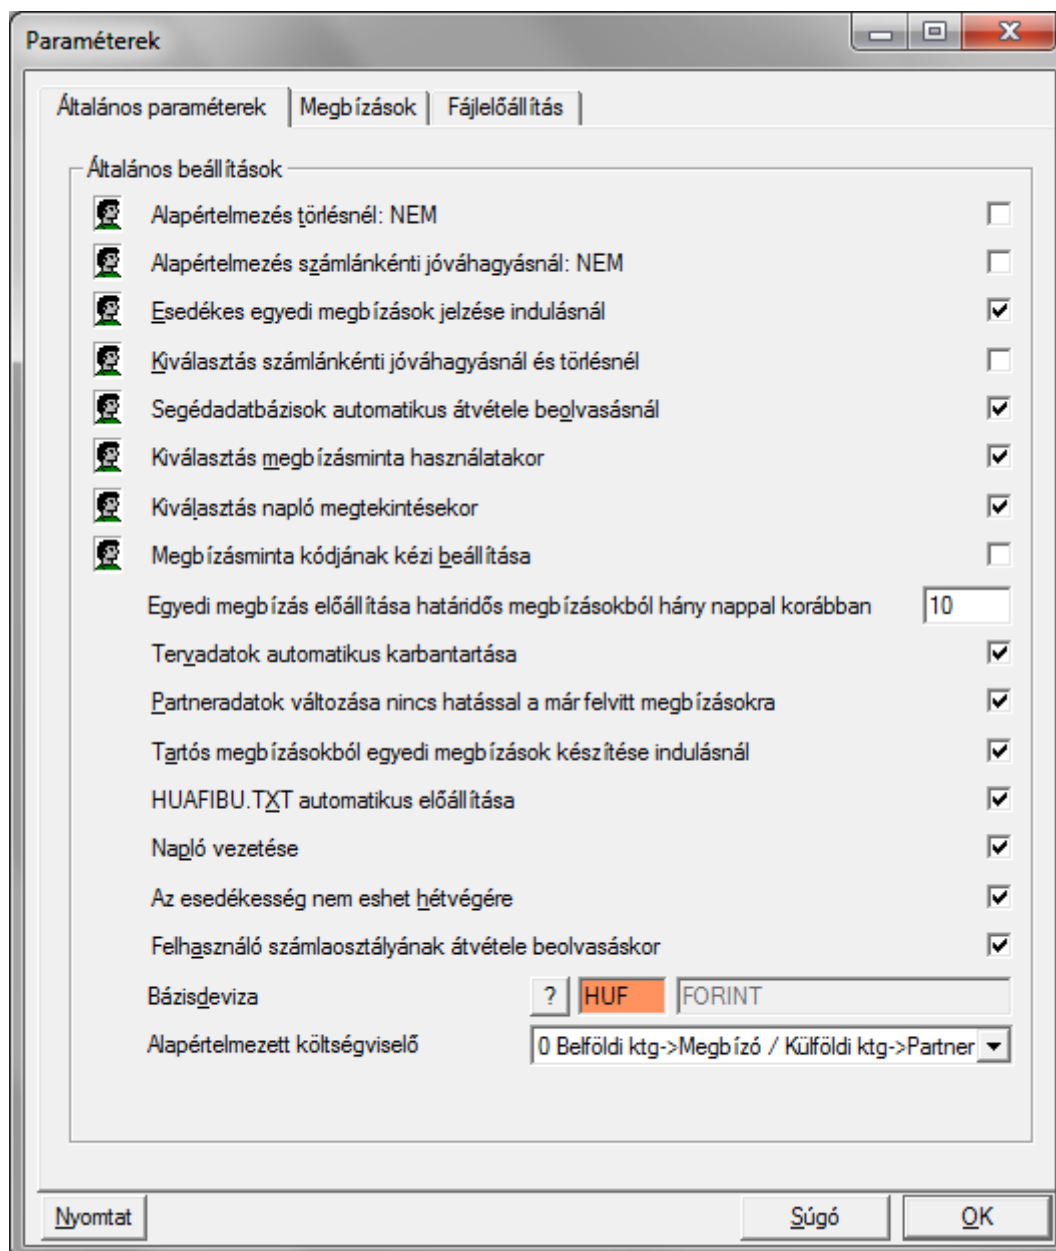 Paraméterek
Általános paraméterek Megbízások Fájlelőállítás
Általános beállítások
Alapértelmezés törlésnél: NEM
Alapértelmezés számlánkénti jóváhagyásnál: NEM
Esedékes egyedi megbízások jelzése indulásnál
Kiválasztás számlánkénti jóváhagyásnál és törlésnél
Segédadatbázisok automatikus átvétele beolvasásnál
Kiválasztás megbízásminta használatakor
Kiválasztás napló megtekintésekor
Megbízásminta kódjának kézi beállítása
Egyedi megbízás előállítása határidős megbízásokból hány nappal korábban 10
Tervadatok automatikus karbantartása
Partneradatok változása nincs hatással a már felvitt megbízásokra
Tartós megbízásokból egyedi megbízások készítése indulásnál
HUAFIBU.TXT automatikus előállítása
Napló vezetése
Az esedékesség nem eshet hétvégére
Felhasználó számlaosztályának átvétele beolvasáskor
Bázisdeviza ? HUF FORINT
Alapértelmezett költségviselő 0 Belföldi ktg->Megbízó / Külföldi ktg->Partner
Nyomtat Súgó OK